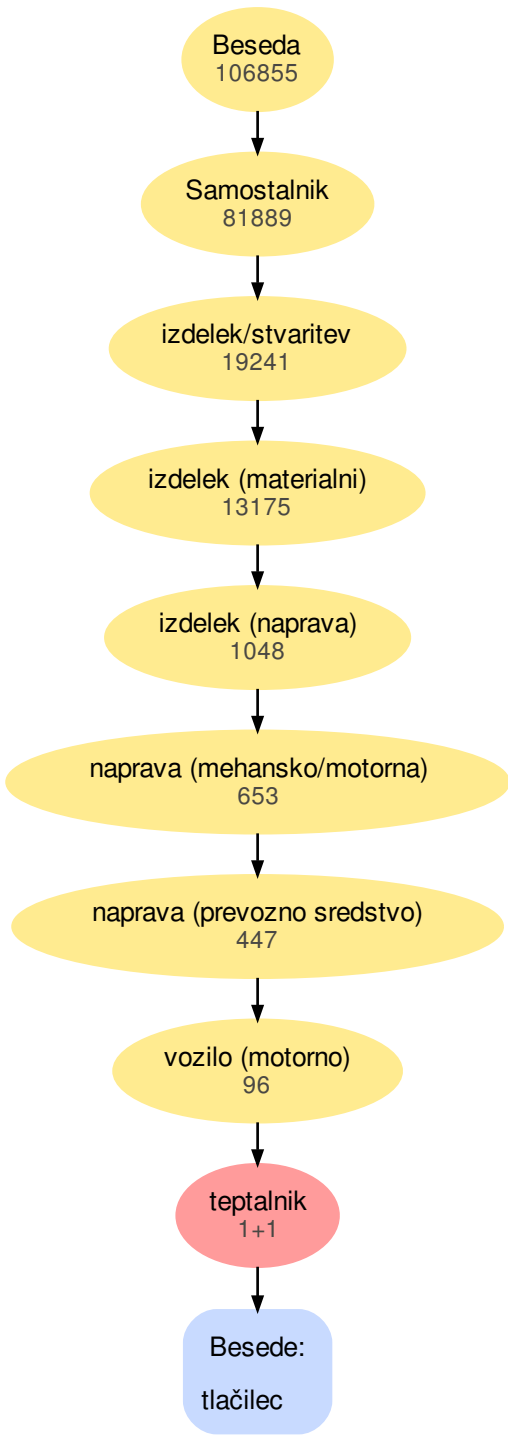 Beseda
106855
Samostalnik
81889
izdelek/stvaritev
19241
izdelek (materialni)
13175
izdelek (naprava)
1048
naprava (mehansko/motorna)
653
naprava (prevozno sredstvo)
447
vozilo (motorno)
96
teptalnik
1+1
Besede:
tlačilec